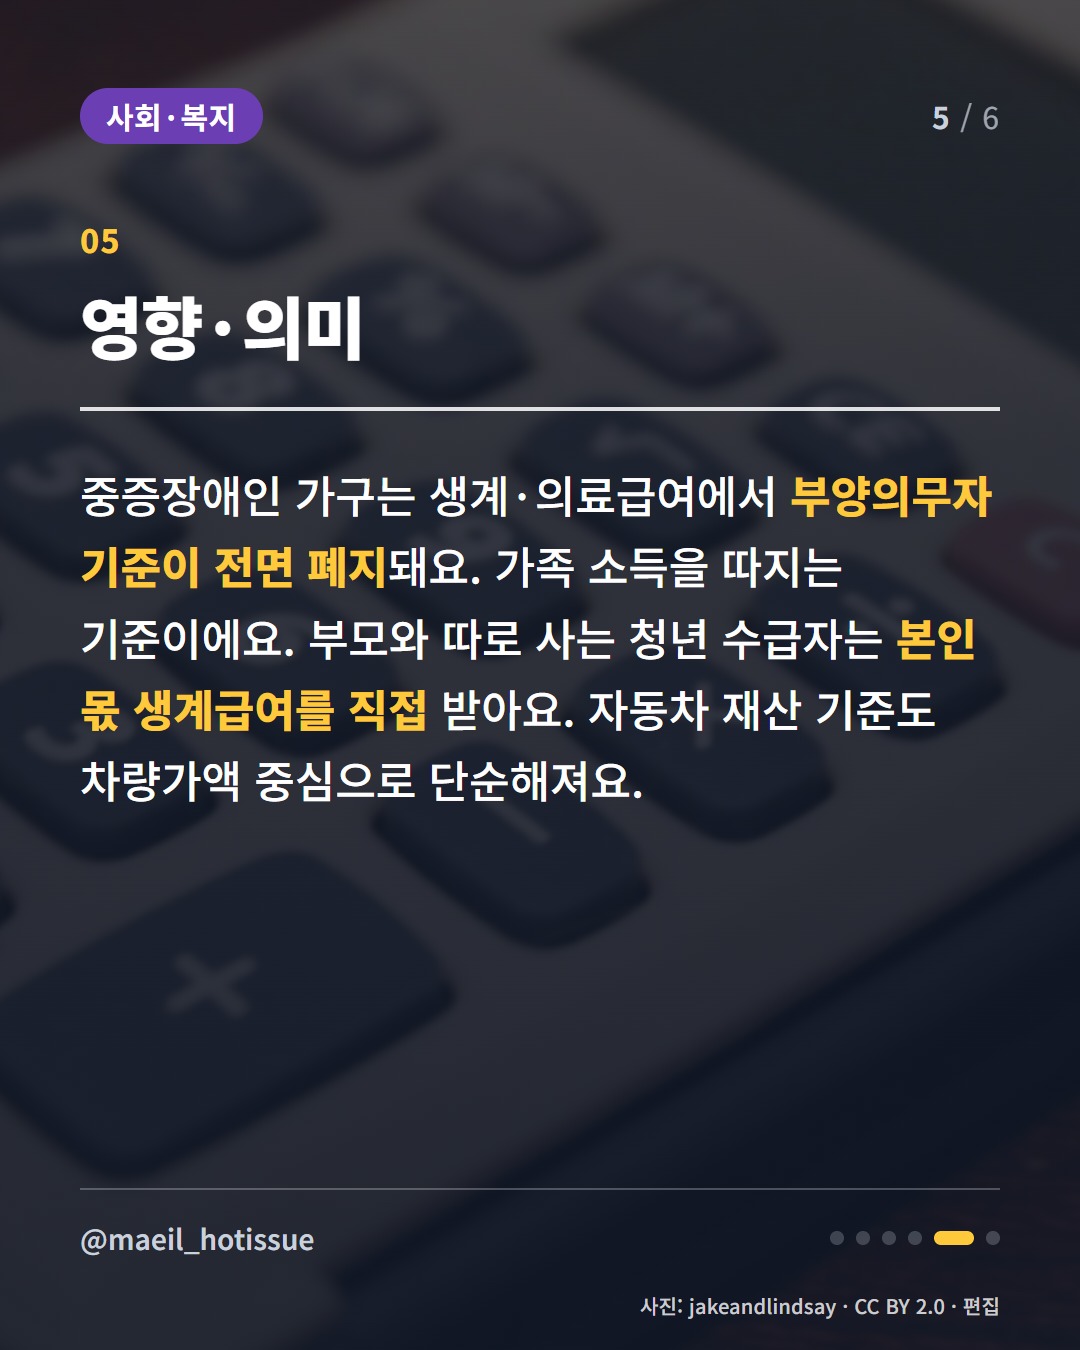 사회·복지
5 / 6
05
영향·의미
중증장애인 가구는 생계·의료급여에서 부양의무자
기준이 전면 폐지돼요. 가족 소득을 따지는
기준이에요. 부모와 따로 사는 청년 수급자는 본인
몫 생계급여를 직접 받아요. 자동차 재산 기준도
차량가액 중심으로 단순해져요.
@maeil_hotissue
사진: jakeandlindsay · CC BY 2.0 · 편집